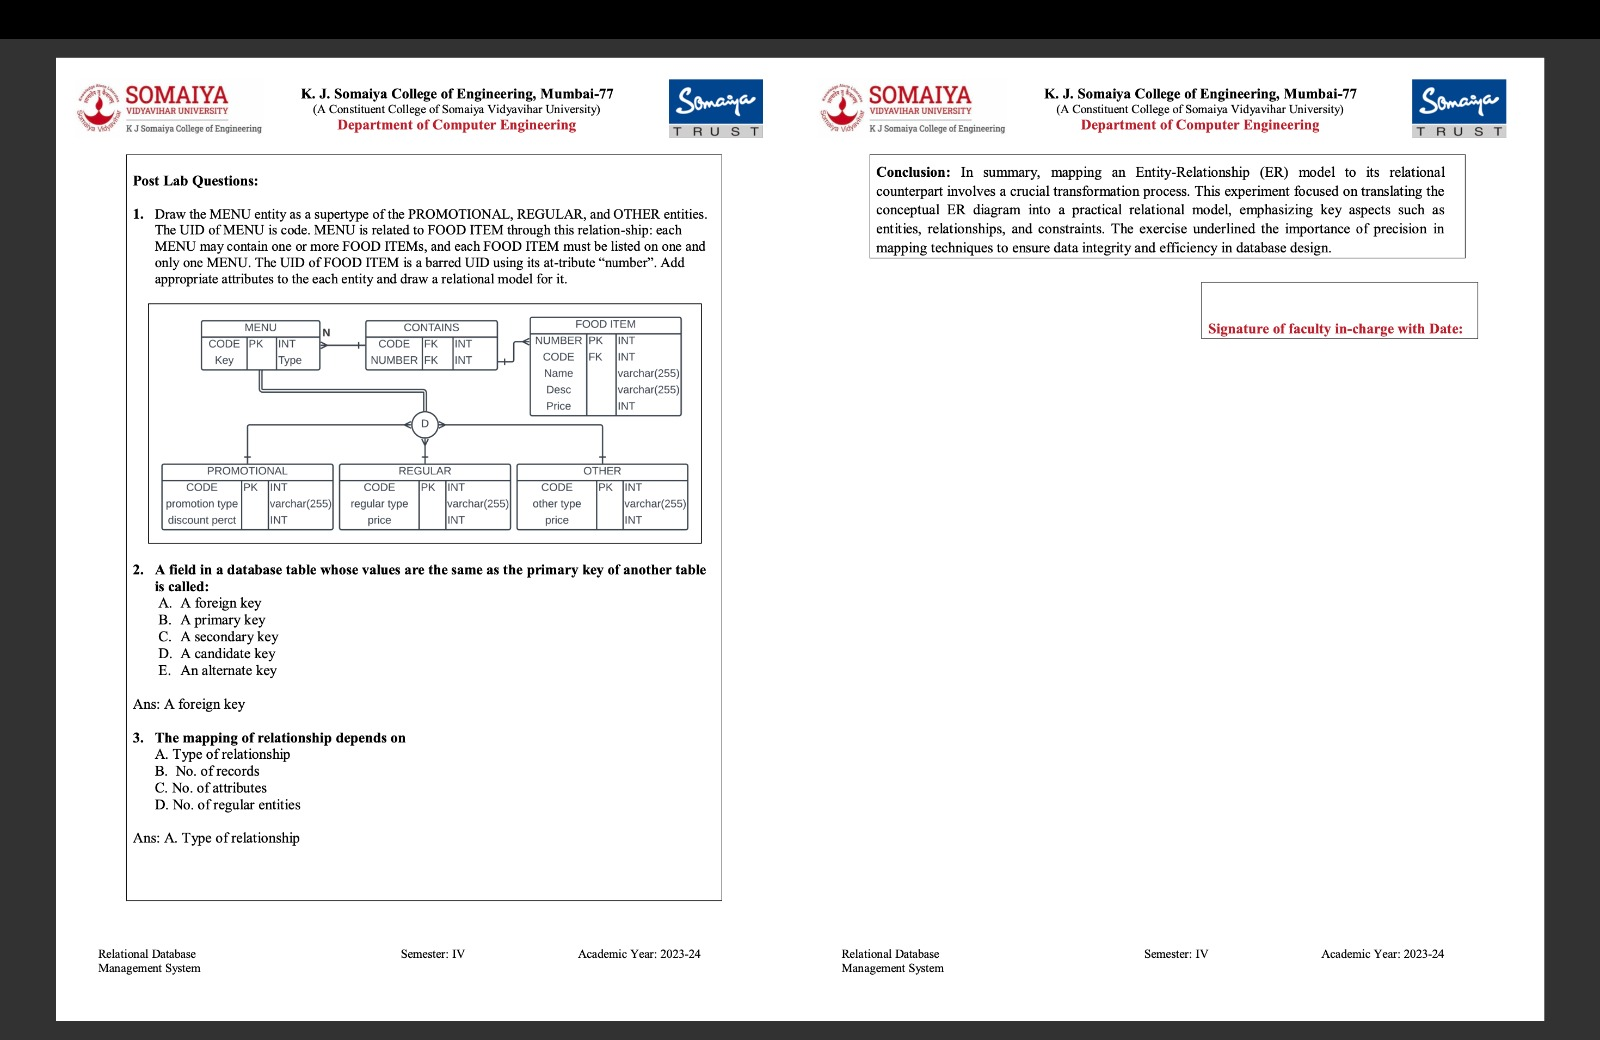 SOMAIYA
VIDYAVIHAR UNIVERSITY
K J Somaiya College of Engineering
K. J. Somaiya College of Engineering, Mumbai-77
(A Constituent College of Somaiya Vidyavihar University)
Department of Computer Engineering
Somaiya
TRUST
Post Lab Questions:
1. Draw the MENU entity as a supertype of the PROMOTIONAL, REGULAR, and OTHER entities.
The UID of MENU is code. MENU is related to FOOD ITEM through this relation-ship: each
MENU may contain one or more FOOD ITEMs, and each FOOD ITEM must be listed on one and
only one MENU. The UID of FOOD ITEM is a barred UID using its at-tribute “number”. Add
appropriate attributes to the each entity and draw a relational model for it.
MENU
CODE PK INT
Key Type
N
CONTAINS
CODE FK INT
NUMBER FK INT
FOOD ITEM
NUMBER PK INT
CODE FK INT
Name varchar(255)
Desc varchar(255)
Price INT
D
PROMOTIONAL
CODE PK INT
promotion type varchar(255)
discount perct INT
REGULAR
CODE PK INT
regular type varchar(255)
price INT
OTHER
CODE PK INT
other type varchar(255)
price INT
2. A field in a database table whose values are the same as the primary key of another table
is called:
A. A foreign key
B. A primary key
C. A secondary key
D. A candidate key
E. An alternate key
Ans: A foreign key
3. The mapping of relationship depends on
A. Type of relationship
B. No. of records
C. No. of attributes
D. No. of regular entities
Ans: A. Type of relationship
Relational Database
Management System
Semester: IV
Academic Year: 2023-24
SOMAIYA
VIDYAVIHAR UNIVERSITY
K J Somaiya College of Engineering
K. J. Somaiya College of Engineering, Mumbai-77
(A Constituent College of Somaiya Vidyavihar University)
Department of Computer Engineering
Somaiya
TRUST
Conclusion: In summary, mapping an Entity-Relationship (ER) model to its relational
counterpart involves a crucial transformation process. This experiment focused on translating the
conceptual ER diagram into a practical relational model, emphasizing key aspects such as
entities, relationships, and constraints. The exercise underlined the importance of precision in
mapping techniques to ensure data integrity and efficiency in database design.
Signature of faculty in-charge with Date:
Relational Database
Management System
Semester: IV
Academic Year: 2023-24